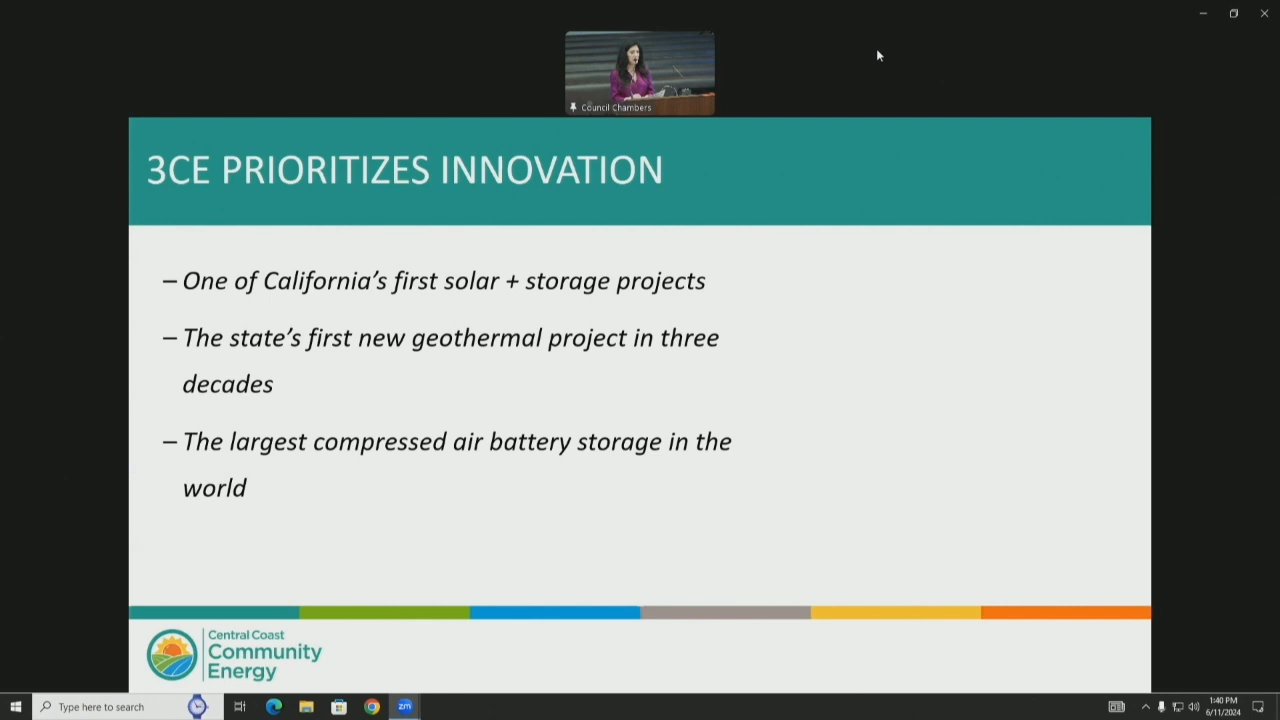 Council Chambers
3CE PRIORITIZES INNOVATION
– One of California’s first solar + storage projects
– The state’s first new geothermal project in three
decades
– The largest compressed air battery storage in the
world
Central Coast
Community
Energy
Type here to search
zm
1:40 PM
6/11/2024